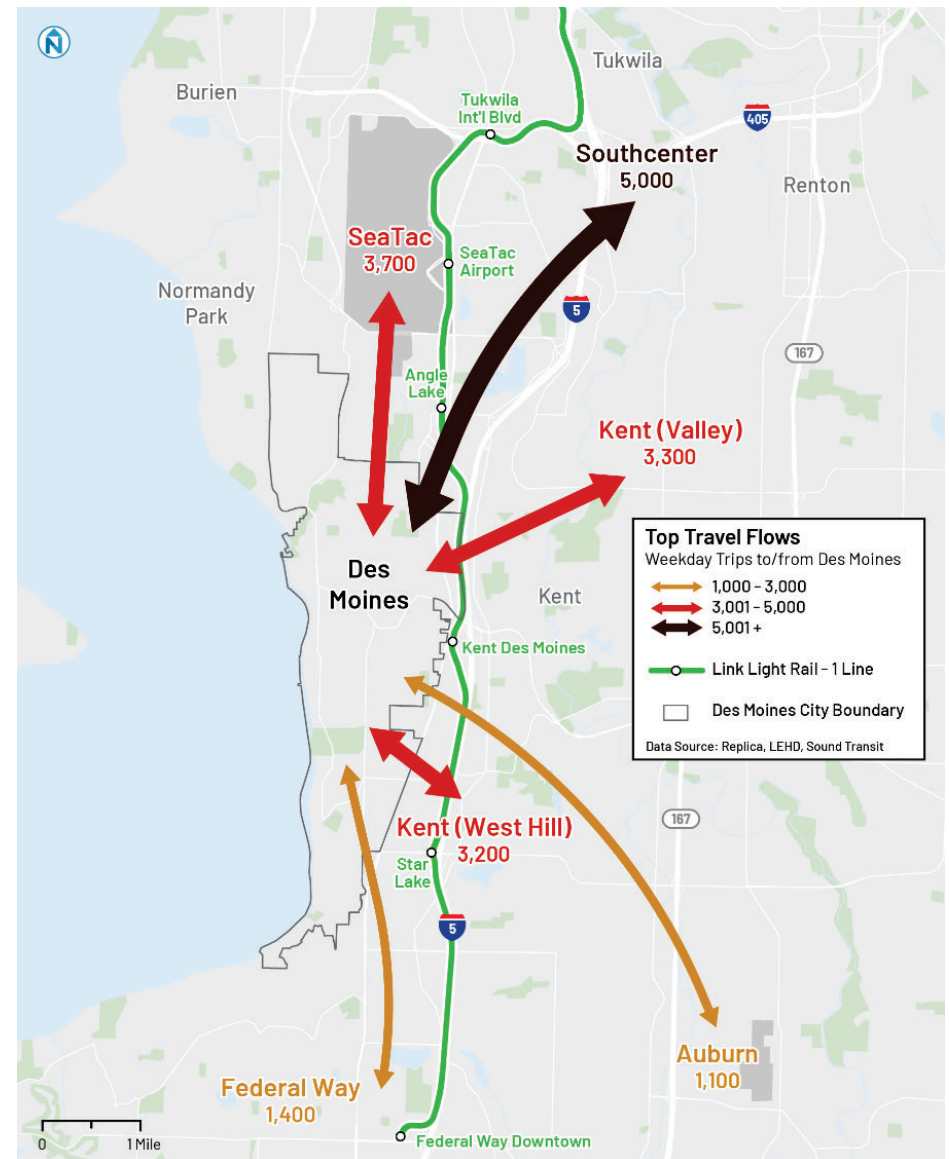 N
Burien
Tukwila
Tukwila
Int'l Blvd
405
Southcenter
5,000
Renton
SeaTac
3,700
SeaTac
Airport
Normandy
Park
5
167
Angle
Lake
Kent (Valley)
3,300
Des
Moines
Kent
Kent Des Moines
Top Travel Flows
Weekday Trips to/from Des Moines
1,000 – 3,000
3,001 – 5,000
5,001 +
Link Light Rail – 1 Line
Des Moines City Boundary
Data Source: Replica, LEHD, Sound Transit
Kent (West Hill)
3,200
167
Star
Lake
5
Auburn
1,100
Federal Way
1,400
Federal Way Downtown
0
1 Mile